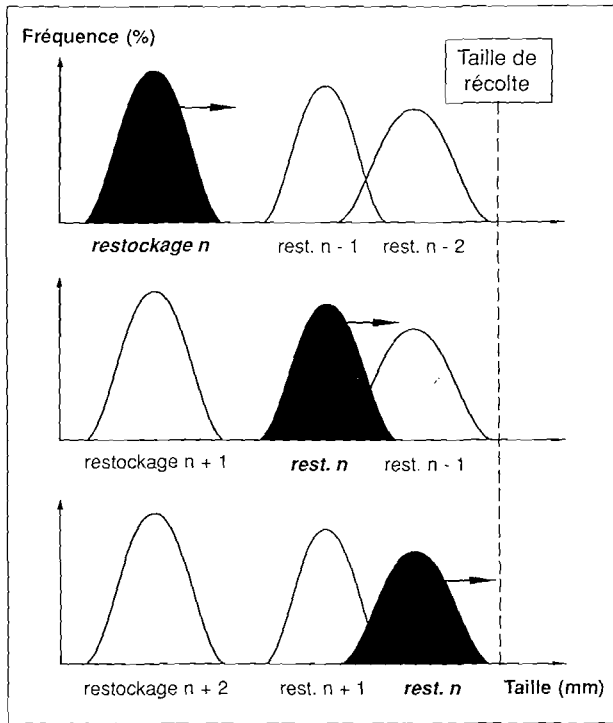 Fréquence (%)
Taille de
récolte
restockage n
rest. n - 1
rest. n - 2
restockage n + 1
rest. n
rest. n - 1
restockage n + 2
rest. n + 1
rest. n
Taille (mm)